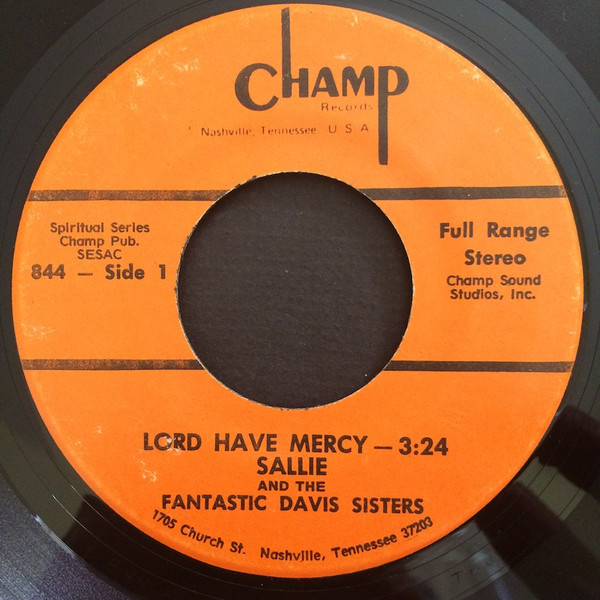 CHAMP
Records
Nashville, Tennessee U S A
Spiritual Series
Champ Pub.
SESAC
844 — Side 1
Full Range
Stereo
Champ Sound
Studios, Inc.
LORD HAVE MERCY — 3:24
SALLIE
AND THE
FANTASTIC DAVIS SISTERS
1705 Church St. Nashville, Tennessee 37203